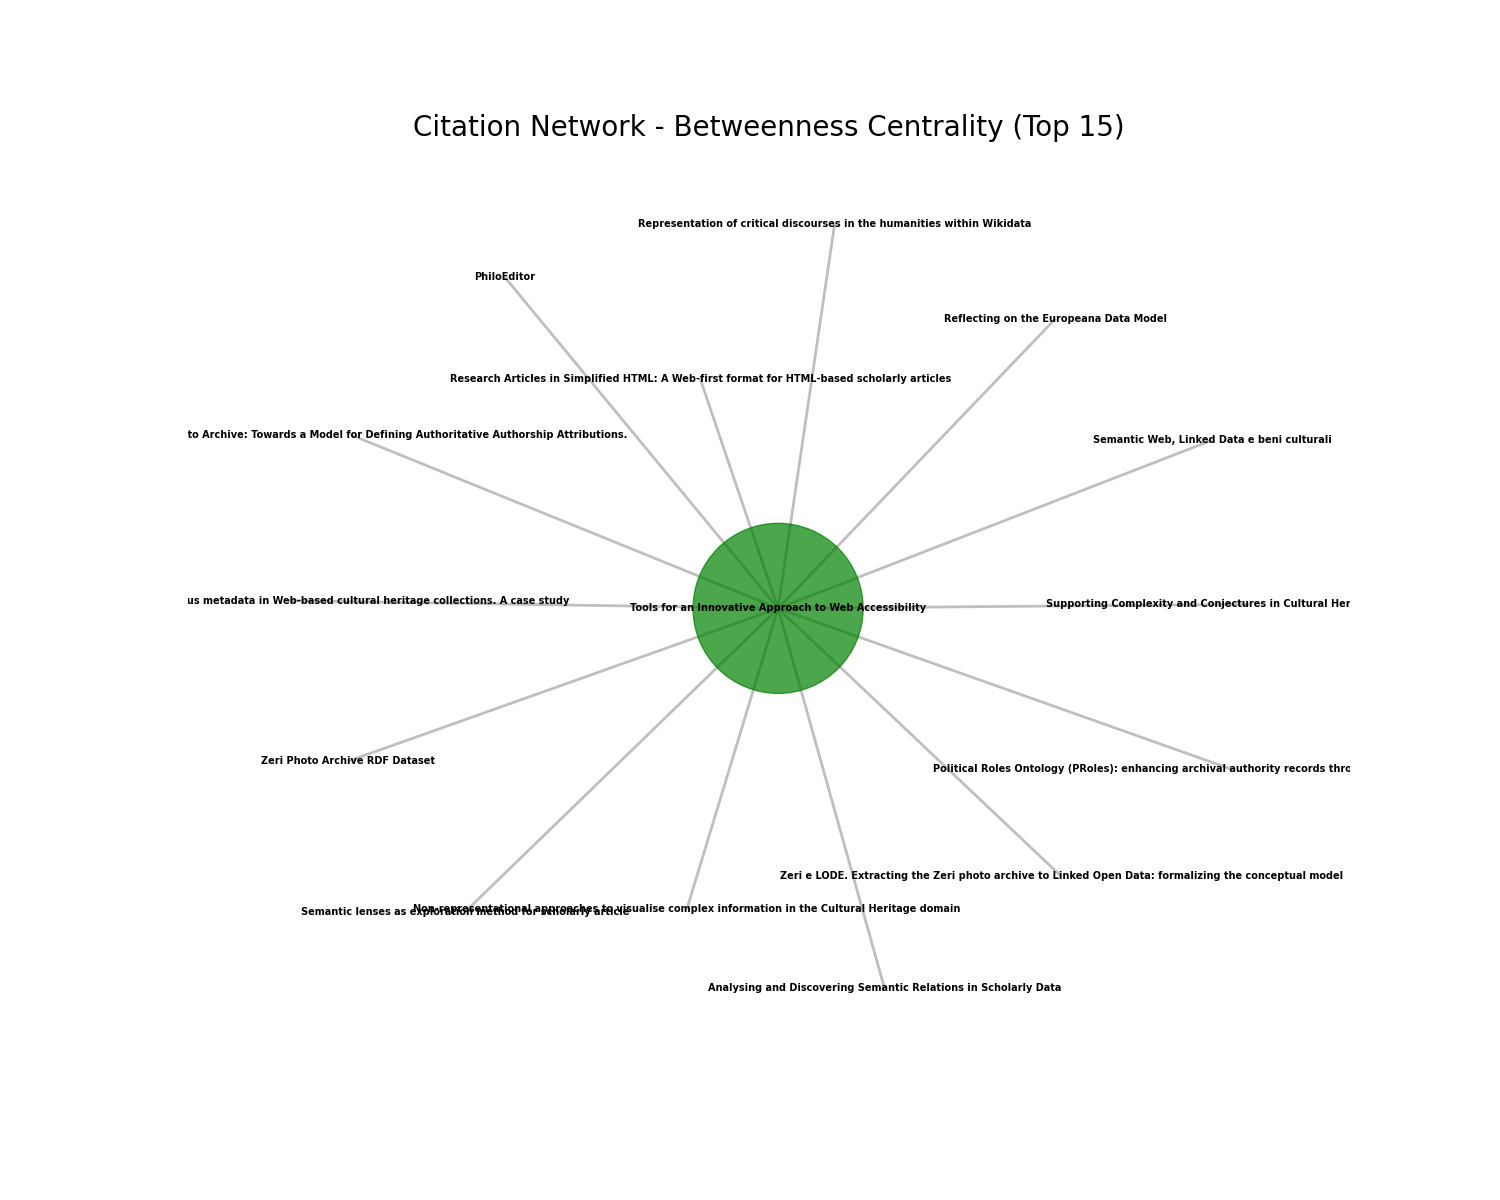 Citation Network - Betweenness Centrality (Top 15)
Representation of critical discourses in the humanities within Wikidata
PhiloEditor
Reflecting on the Europeana Data Model
Research Articles in Simplified HTML: A Web-first format for HTML-based scholarly articles
to Archive: Towards a Model for Defining Authoritative Authorship Attributions.
Semantic Web, Linked Data e beni culturali
us metadata in Web-based cultural heritage collections. A case study
Tools for an Innovative Approach to Web Accessibility
Supporting Complexity and Conjectures in Cultural Her
Zeri Photo Archive RDF Dataset
Political Roles Ontology (PRoles): enhancing archival authority records thro
Zeri e LODE. Extracting the Zeri photo archive to Linked Open Data: formalizing the conceptual model
Non-representational approaches to visualise complex information in the Cultural Heritage domain
Semantic lenses as exploration method for scholarly article
Analysing and Discovering Semantic Relations in Scholarly Data